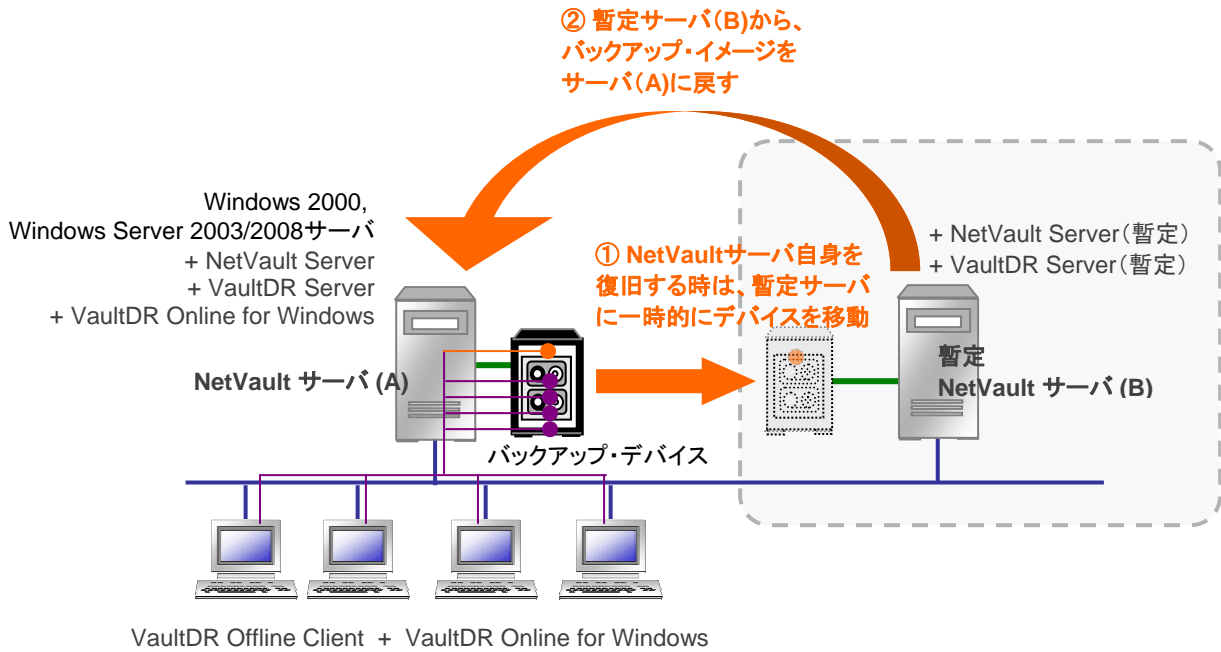 ② 暫定サーバ(B)から、
バックアップ・イメージを
サーバ(A)に戻す
Windows 2000,
Windows Server 2003/2008サーバ
+ NetVault Server
+ VaultDR Server
+ VaultDR Online for Windows
NetVault サーバ (A)
① NetVaultサーバ自身を
復旧する時は、暫定サーバ
に一時的にデバイスを移動
+ NetVault Server(暫定)
+ VaultDR Server(暫定)
暫定
NetVault サーバ (B)
バックアップ・デバイス
VaultDR Offline Client + VaultDR Online for Windows